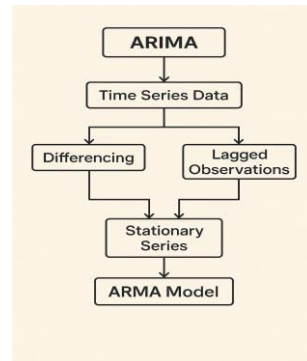 ARIMA
Time Series Data
Differencing
Lagged
Observations
Stationary
Series
ARMA Model